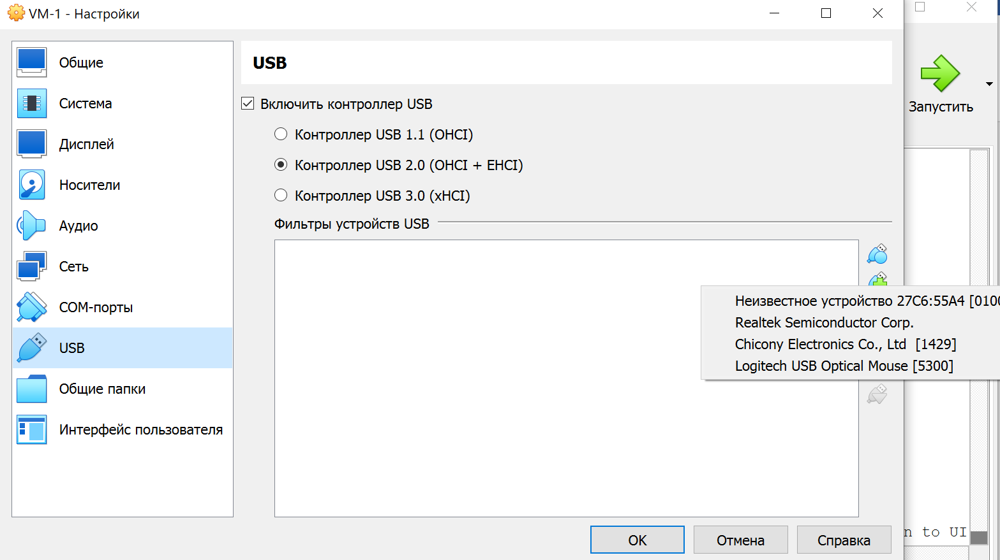 VM-1 - Настройки
Общие
Система
Дисплей
Носители
Аудио
Сеть
COM-порты
USB
Общие папки
Интерфейс пользователя
USB
Включить контроллер USB
Контроллер USB 1.1 (OHCI)
Контроллер USB 2.0 (OHCI + EHCI)
Контроллер USB 3.0 (xHCI)
Фильтры устройств USB
Неизвестное устройство 27C6:55A4 [0100
Realtek Semiconductor Corp.
Chicony Electronics Co., Ltd [1429]
Logitech USB Optical Mouse [5300]
OK
Отмена
Справка
Запустить
n to UI